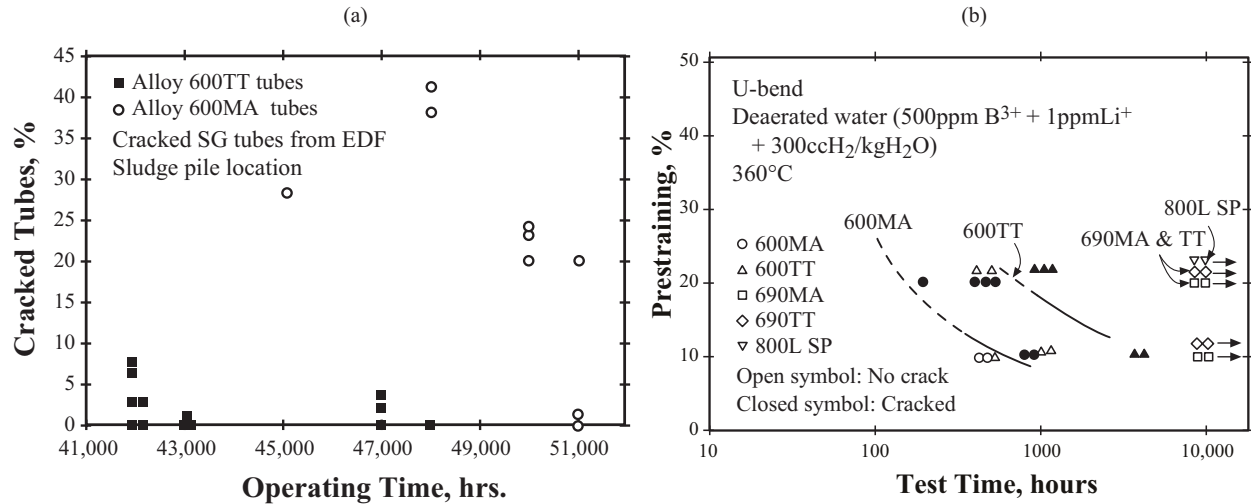 (a)
45
40
35
30
25
20
15
10
5
0
Cracked Tubes, %
Alloy 600TT tubes
Alloy 600MA tubes
Cracked SG tubes from EDF
Sludge pile location
41,000 43,000 45,000 47,000 49,000 51,000
Operating Time, hrs.
(b)
50
40
30
20
10
0
Prestraining, %
U-bend
Deaerated water (500ppm B³⁺ + 1ppmLi⁺
+ 300ccH₂/kgH₂O)
360°C
600MA
600TT
800L SP
690MA & TT
600MA
600TT
690MA
690TT
800L SP
Open symbol: No crack
Closed symbol: Cracked
10 100 1000 10,000
Test Time, hours